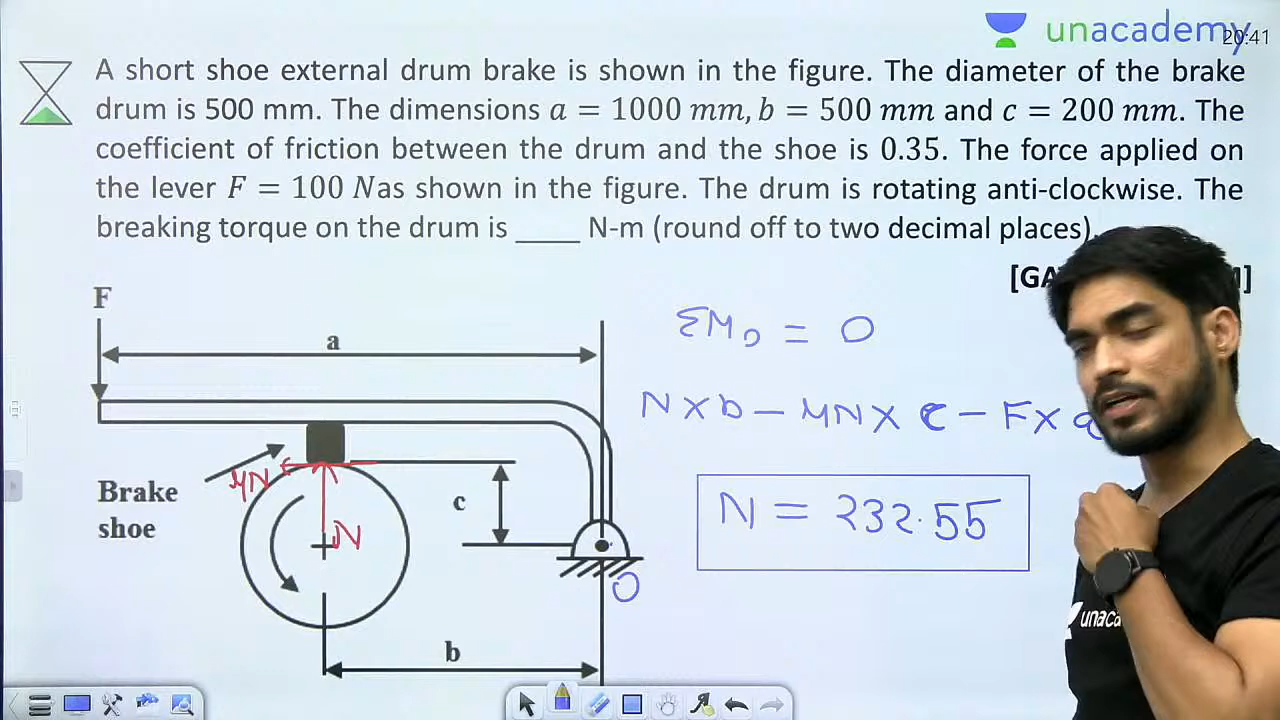 unacademy
20:41
A short shoe external drum brake is shown in the figure. The diameter of the brake
drum is 500 mm. The dimensions a = 1000 mm, b = 500 mm and c = 200 mm. The
coefficient of friction between the drum and the shoe is 0.35. The force applied on
the lever F = 100 Nas shown in the figure. The drum is rotating anti-clockwise. The
breaking torque on the drum is ____ N-m (round off to two decimal places).
[GA
]
F
a
ΣM₀ = 0
N × b − μN × c − F × a
Brake
shoe
μN
N
c
N = 232.55
O
b
unaca